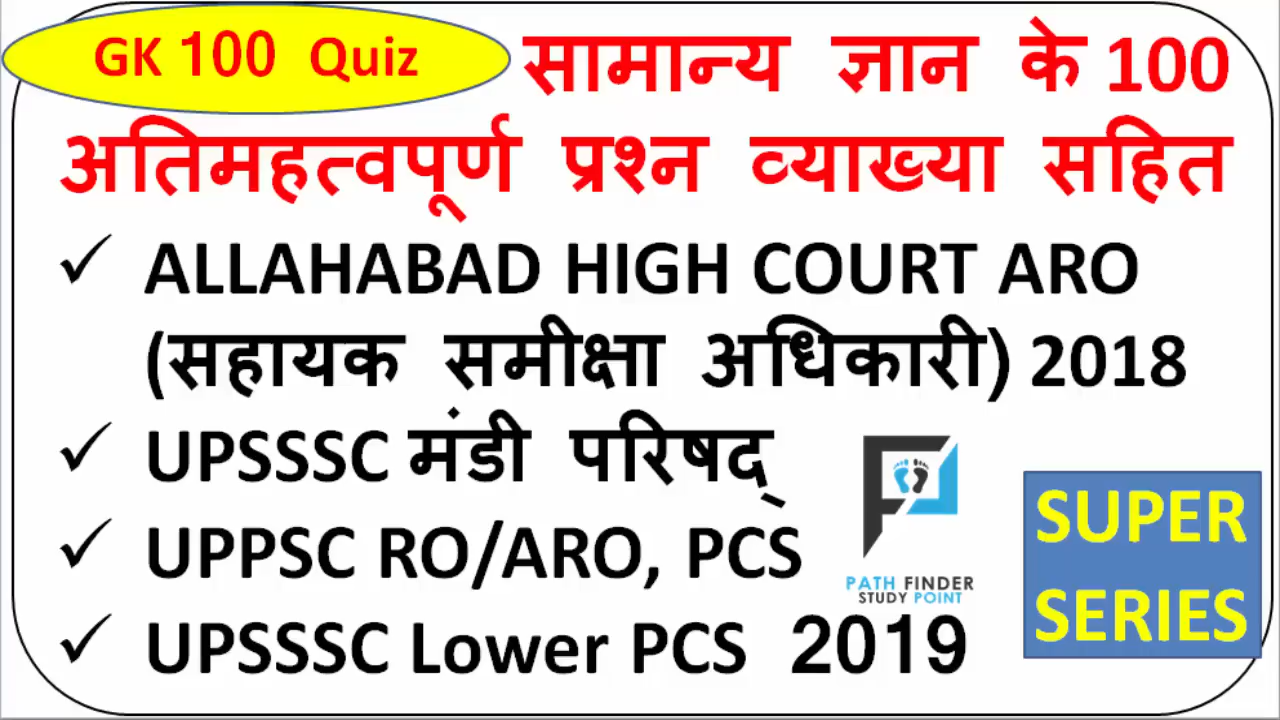 GK 100 Quiz सामान्य ज्ञान के 100
अतिमहत्वपूर्ण प्रश्न व्याख्या सहित
✓ ALLAHABAD HIGH COURT ARO
(सहायक समीक्षा अधिकारी) 2018
✓ UPSSSC मंडी परिषद्
✓ UPPSC RO/ARO, PCS
✓ UPSSSC Lower PCS 2019
PATH FINDER
STUDY POINT
SUPER
SERIES